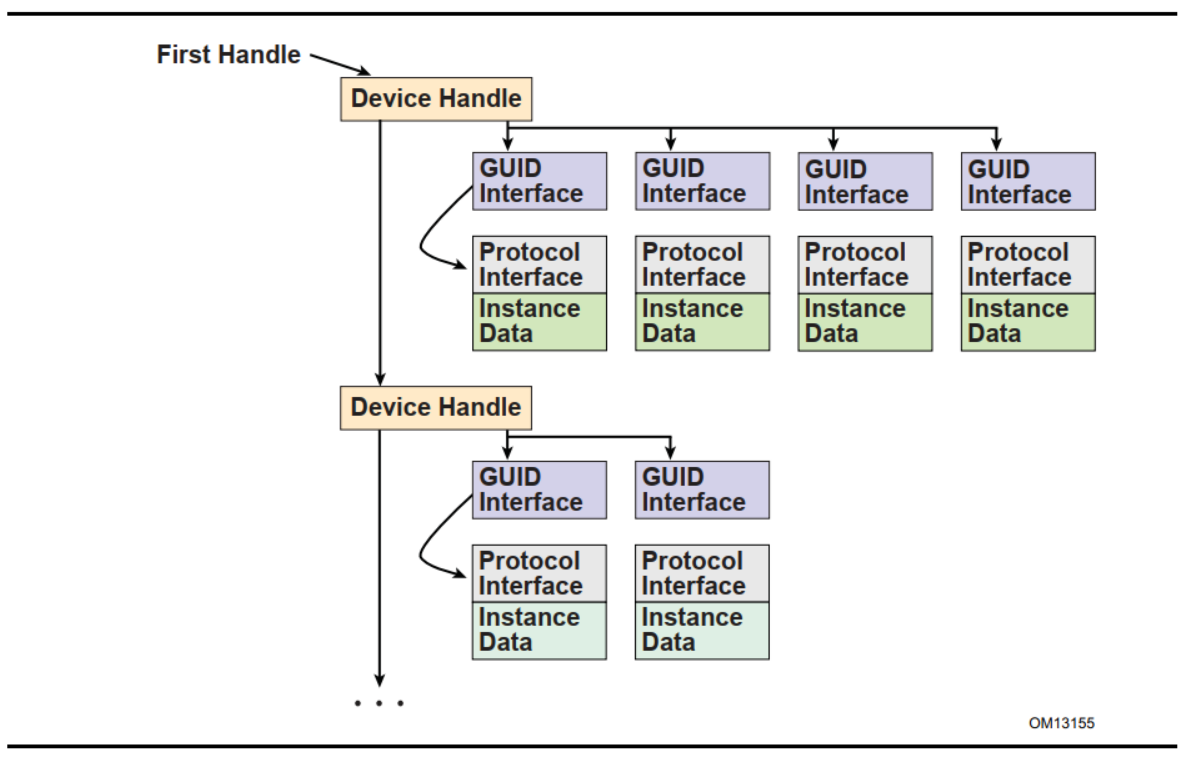 First Handle
Device Handle
GUID
Interface
GUID
Interface
GUID
Interface
GUID
Interface
Protocol
Interface
Protocol
Interface
Protocol
Interface
Protocol
Interface
Instance
Data
Instance
Data
Instance
Data
Instance
Data
Device Handle
GUID
Interface
GUID
Interface
Protocol
Interface
Protocol
Interface
Instance
Data
Instance
Data
. . .
OM13155